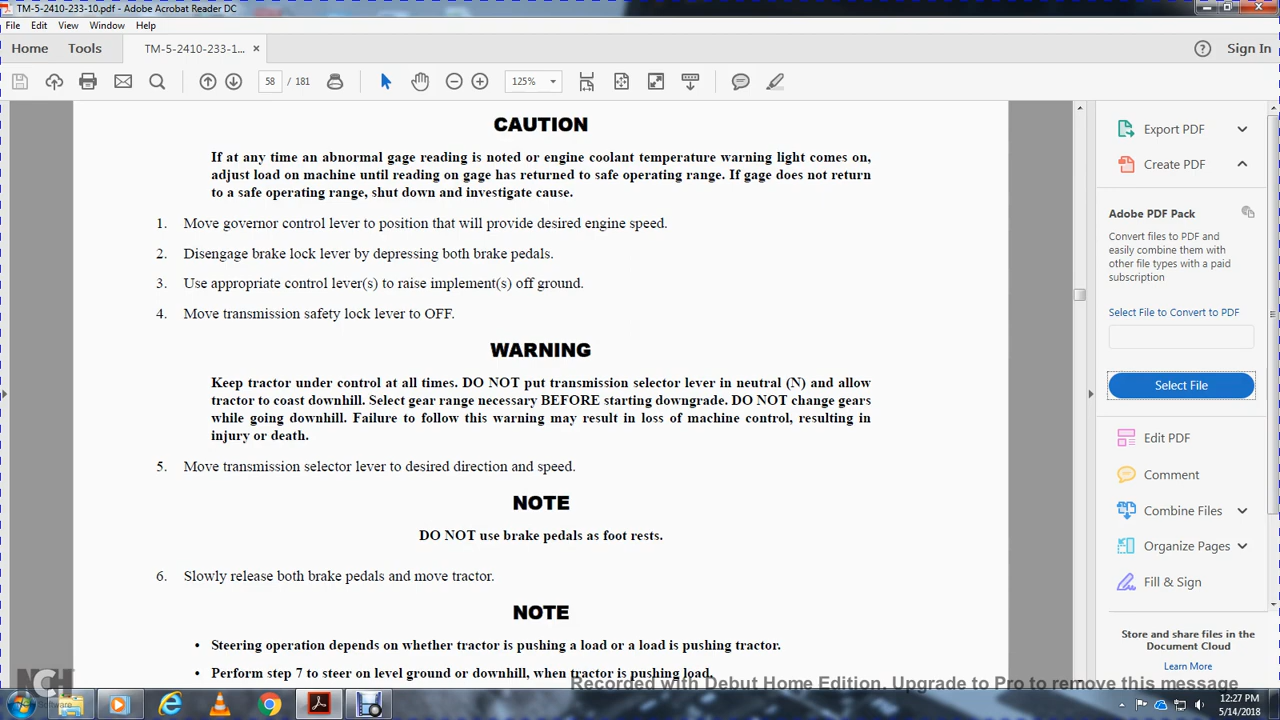 TM-5-2410-233-10.pdf - Adobe Acrobat Reader DC
File Edit View Window Help
Home Tools TM-5-2410-233-1... × Sign In
58 / 181 125%
CAUTION
If at any time an abnormal gage reading is noted or engine coolant temperature warning light comes on,
adjust load on machine until reading on gage has returned to safe operating range. If gage does not return
to a safe operating range, shut down and investigate cause.
1. Move governor control lever to position that will provide desired engine speed.
2. Disengage brake lock lever by depressing both brake pedals.
3. Use appropriate control lever(s) to raise implement(s) off ground.
4. Move transmission safety lock lever to OFF.
WARNING
Keep tractor under control at all times. DO NOT put transmission selector lever in neutral (N) and allow
tractor to coast downhill. Select gear range necessary BEFORE starting downgrade. DO NOT change gears
while going downhill. Failure to follow this warning may result in loss of machine control, resulting in
injury or death.
5. Move transmission selector lever to desired direction and speed.
NOTE
DO NOT use brake pedals as foot rests.
6. Slowly release both brake pedals and move tractor.
NOTE
• Steering operation depends on whether tractor is pushing a load or a load is pushing tractor.
• Perform step 7 to steer on level ground or downhill, when tractor is pushing load.
Export PDF
Create PDF
Adobe PDF Pack
Convert files to PDF and
easily combine them with
other file types with a paid
subscription
Select File to Convert to PDF
Select File
Edit PDF
Comment
Combine Files
Organize Pages
Fill & Sign
Store and share files in the
Document Cloud
Learn More
NCH
Software
Recorded with Debut Home Edition. Upgrade to Pro to remove this message
12:27 PM
5/14/2018